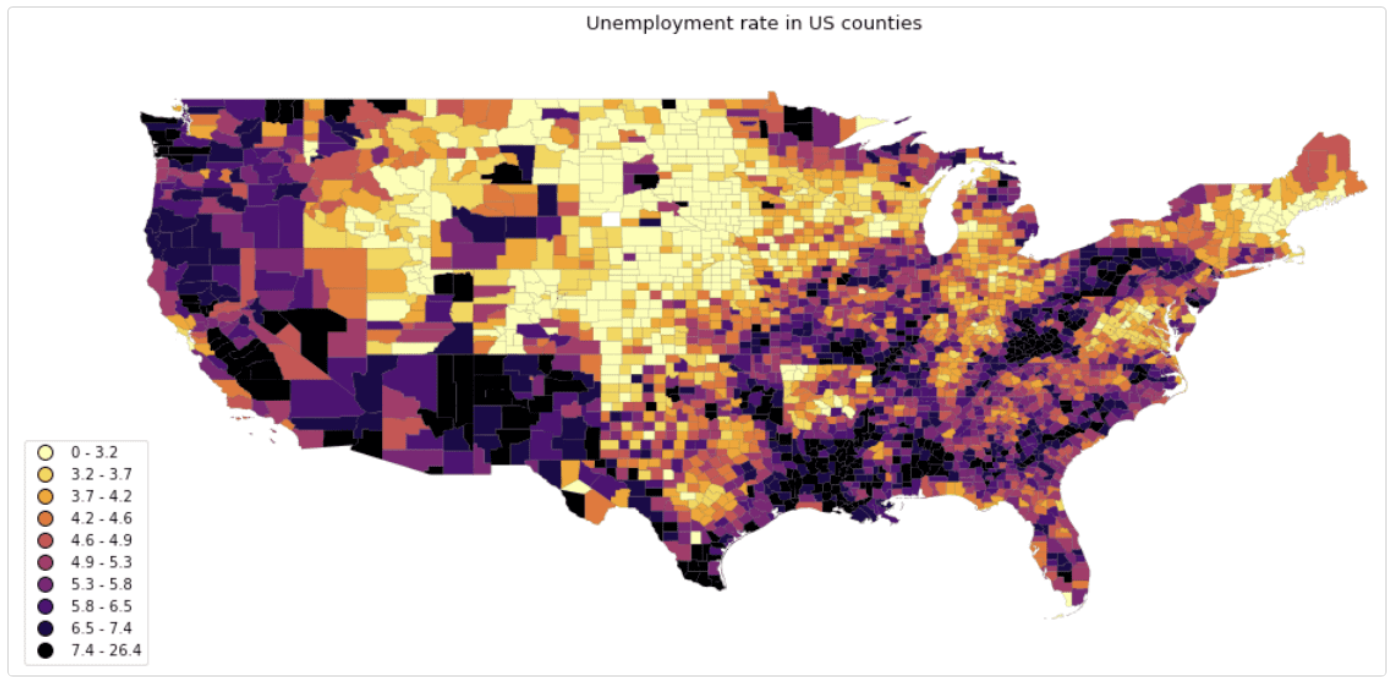 Unemployment rate in US counties
0 - 3.2
3.2 - 3.7
3.7 - 4.2
4.2 - 4.6
4.6 - 4.9
4.9 - 5.3
5.3 - 5.8
5.8 - 6.5
6.5 - 7.4
7.4 - 26.4